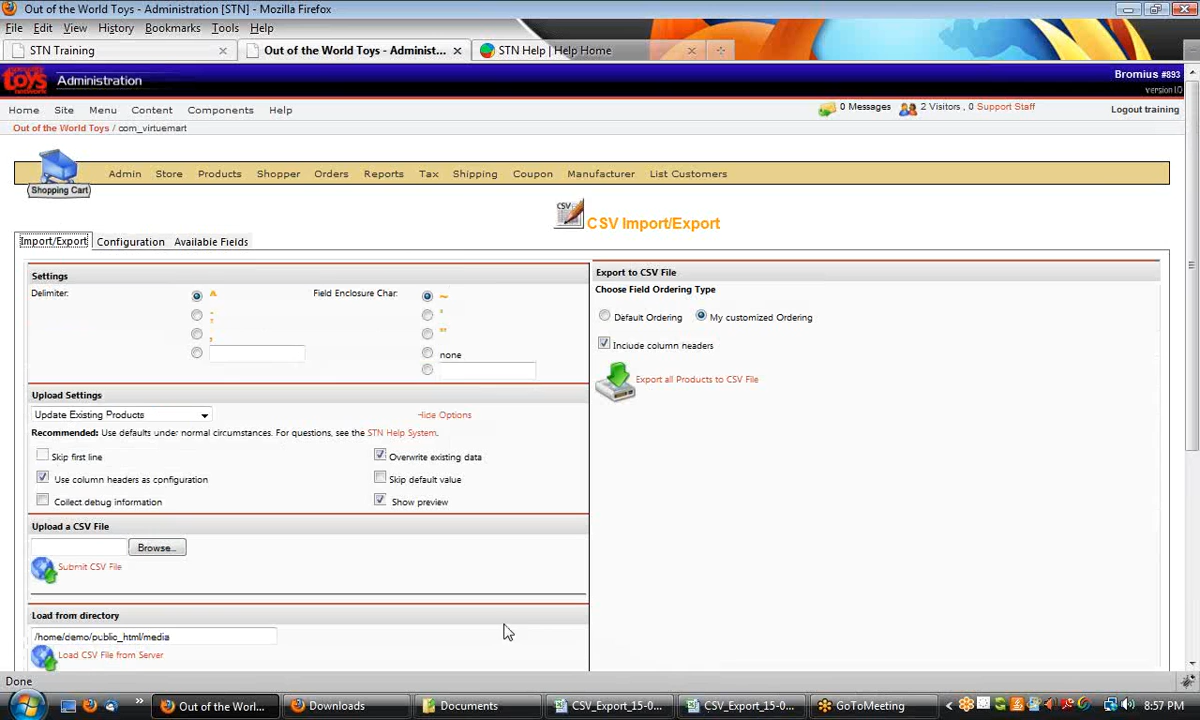 Out of the World Toys - Administration [STN] - Mozilla Firefox
File Edit View History Bookmarks Tools Help
STN Training
Out of the World Toys - Administ...
STN Help | Help Home
toys Administration
Bromius #893
version1.0
Home Site Menu Content Components Help
0 Messages 2 Visitors , 0 Support Staff
Logout training
Out of the World Toys / com_virtuemart
Shopping Cart
Admin Store Products Shopper Orders Reports Tax Shipping Coupon Manufacturer List Customers
CSV
CSV Import/Export
Import/Export Configuration Available Fields
Settings
Delimiter: ^ Field Enclosure Char: ~
; '
, "
none
Upload Settings
Update Existing Products
Hide Options
Recommended: Use defaults under normal circumstances. For questions, see the STN Help System.
Skip first line Overwrite existing data
Use column headers as configuration Skip default value
Collect debug information Show preview
Upload a CSV File
Browse...
Submit CSV File
Load from directory
/home/demo/public_html/media
Load CSV File from Server
Export to CSV File
Choose Field Ordering Type
Default Ordering My customized Ordering
Include column headers
Export all Products to CSV File
Done
Out of the Worl... Downloads Documents CSV_Export_15-0... CSV_Export_15-0... GoToMeeting 8:57 PM